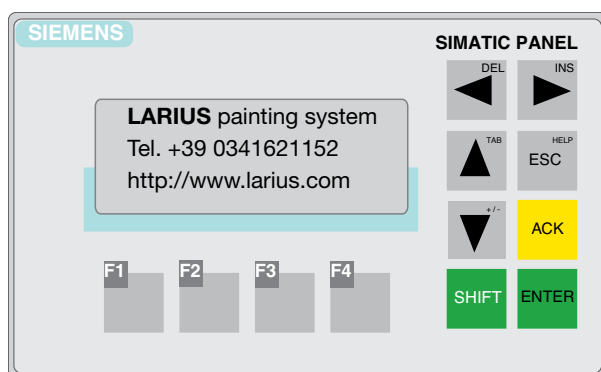 SIEMENS
SIMATIC PANEL
DEL
INS
LARIUS painting system
Tel. +39 0341621152
http://www.larius.com
TAB
HELP
ESC
+/-
ACK
F1 F2 F3 F4
SHIFT
ENTER